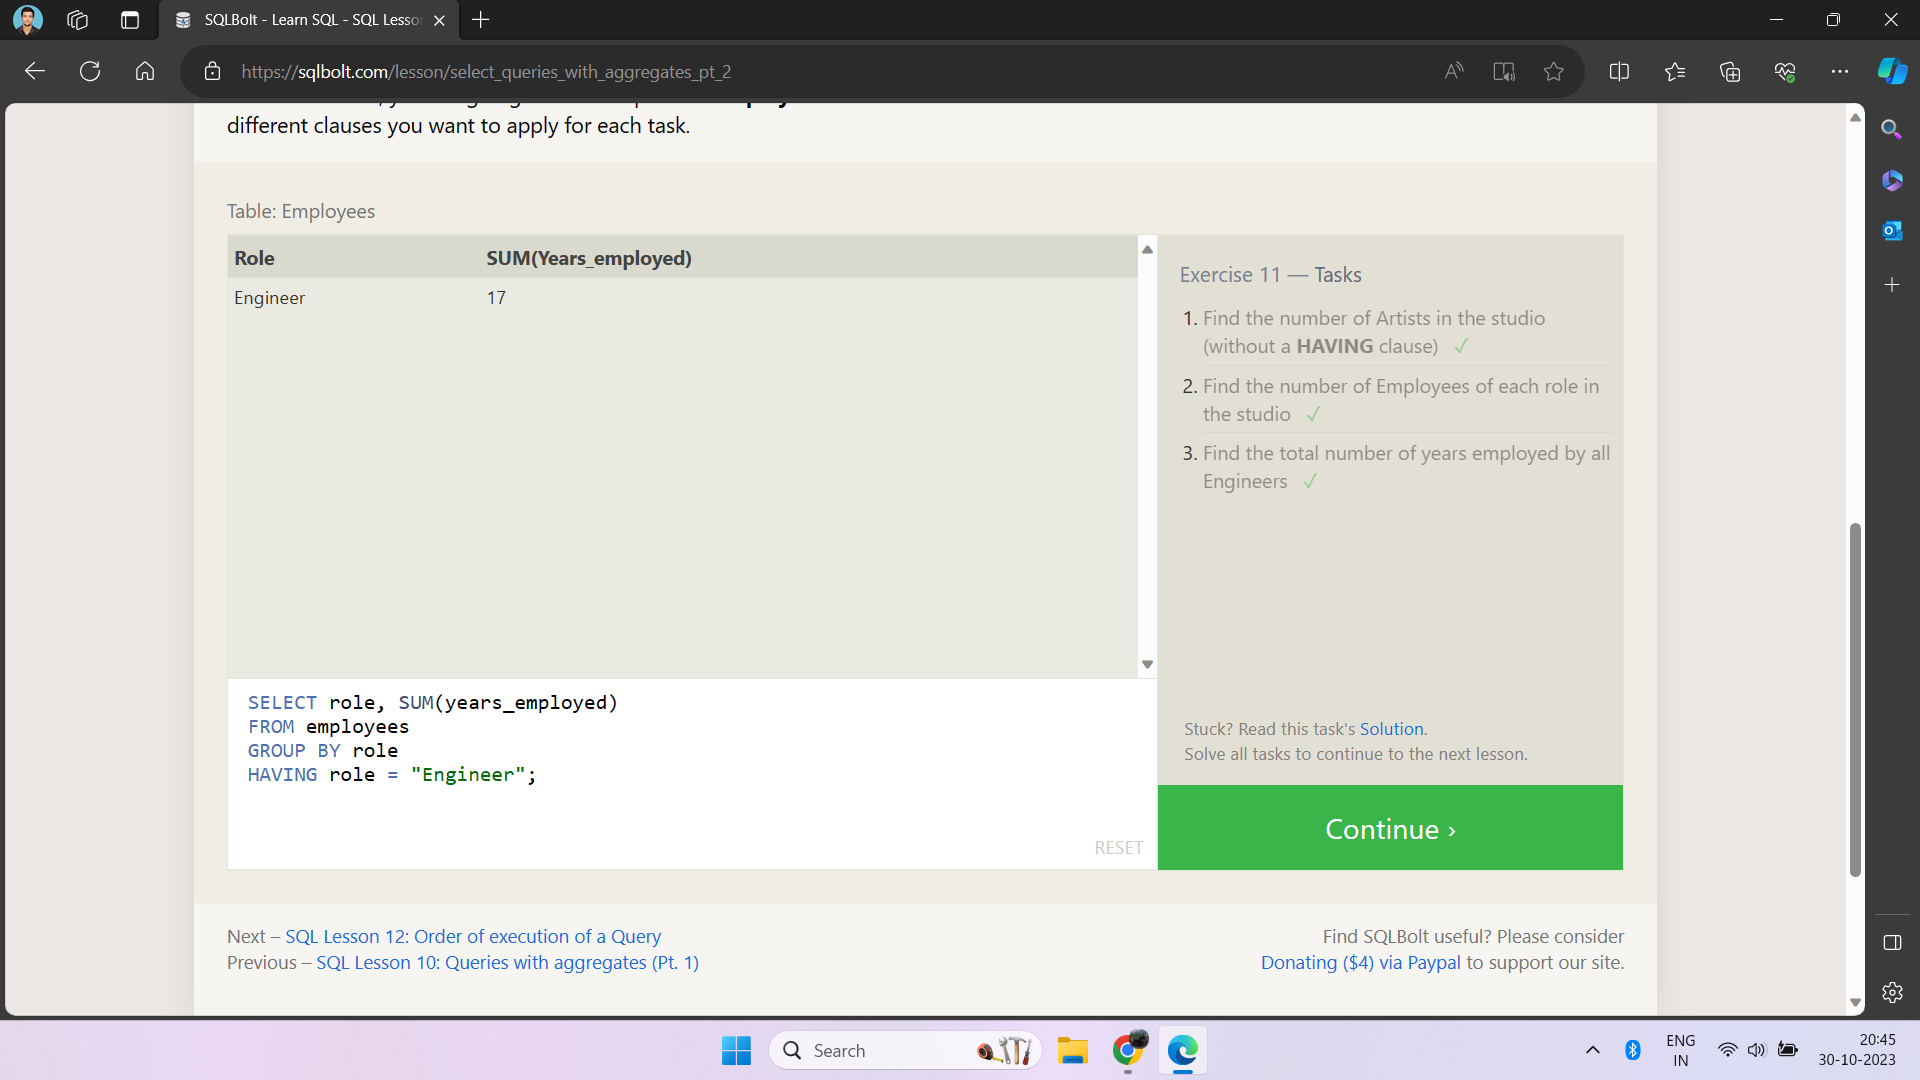 SQLBolt - Learn SQL - SQL Lesso
https://sqlbolt.com/lesson/select_queries_with_aggregates_pt_2
different clauses you want to apply for each task.
Table: Employees
Role SUM(Years_employed)
Engineer 17
Exercise 11 — Tasks
1. Find the number of Artists in the studio
(without a HAVING clause) ✓
2. Find the number of Employees of each role in
the studio ✓
3. Find the total number of years employed by all
Engineers ✓
SELECT role, SUM(years_employed)
FROM employees
GROUP BY role
HAVING role = "Engineer";
RESET
Stuck? Read this task's Solution.
Solve all tasks to continue to the next lesson.
Continue ›
Next – SQL Lesson 12: Order of execution of a Query
Previous – SQL Lesson 10: Queries with aggregates (Pt. 1)
Find SQLBolt useful? Please consider
Donating ($4) via Paypal to support our site.
Search
ENG
IN
20:45
30-10-2023